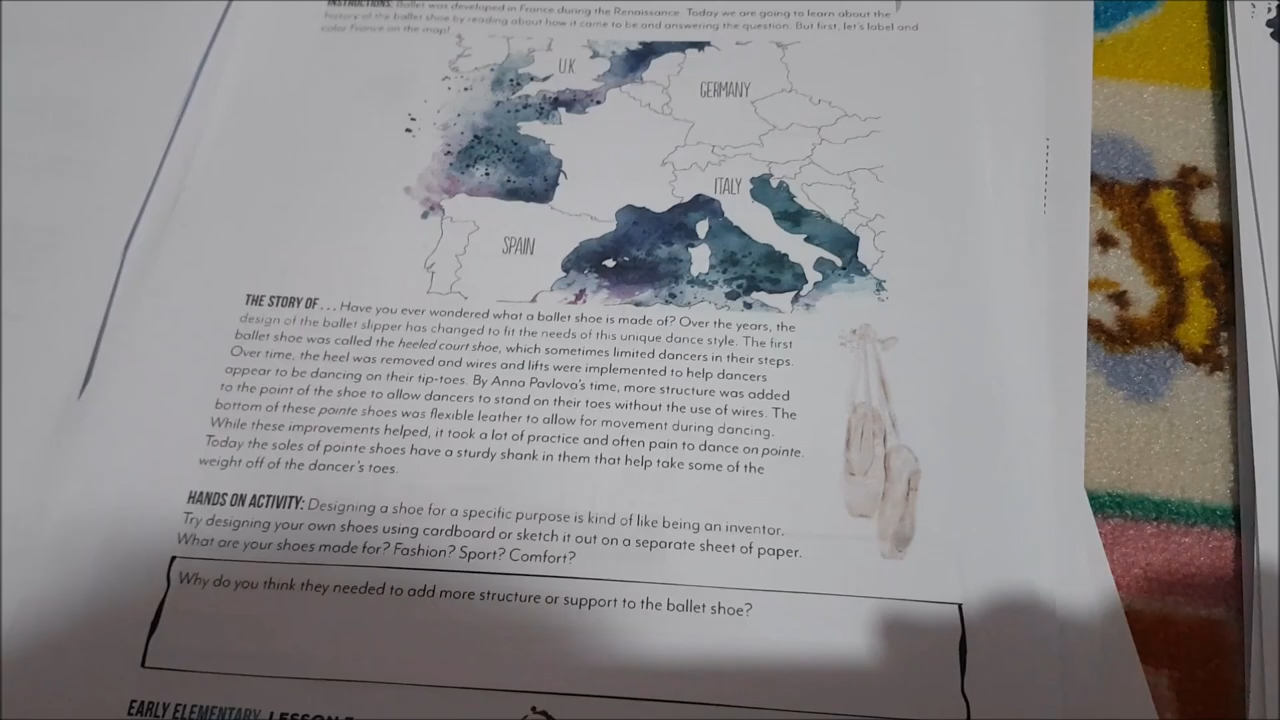 INSTRUCTIONS: Ballet was developed in France during the Renaissance. Today we are going to learn about the
history of the ballet shoe by reading about how it came to be and answering the question. But first, let's label and
color France on the map!
U.K
GERMANY
ITALY
SPAIN
THE STORY OF . . . Have you ever wondered what a ballet shoe is made of? Over the years, the
design of the ballet slipper has changed to fit the needs of this unique dance style. The first
ballet shoe was called the heeled court shoe, which sometimes limited dancers in their steps.
Over time, the heel was removed and wires and lifts were implemented to help dancers
appear to be dancing on their tip-toes. By Anna Pavlova's time, more structure was added
to the point of the shoe to allow dancers to stand on their toes without the use of wires. The
bottom of these pointe shoes was flexible leather to allow for movement during dancing.
While these improvements helped, it took a lot of practice and often pain to dance on pointe.
Today the soles of pointe shoes have a sturdy shank in them that help take some of the
weight off of the dancer's toes.
HANDS ON ACTIVITY: Designing a shoe for a specific purpose is kind of like being an inventor.
Try designing your own shoes using cardboard or sketch it out on a separate sheet of paper.
What are your shoes made for? Fashion? Sport? Comfort?
Why do you think they needed to add more structure or support to the ballet shoe?
EARLY ELEMENTARY LESSON